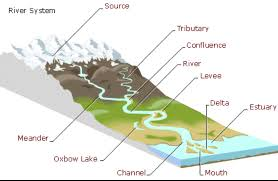 River System
Source
Tributary
Confluence
River
Levee
Delta
Estuary
Meander
Oxbow Lake
Channel
Mouth